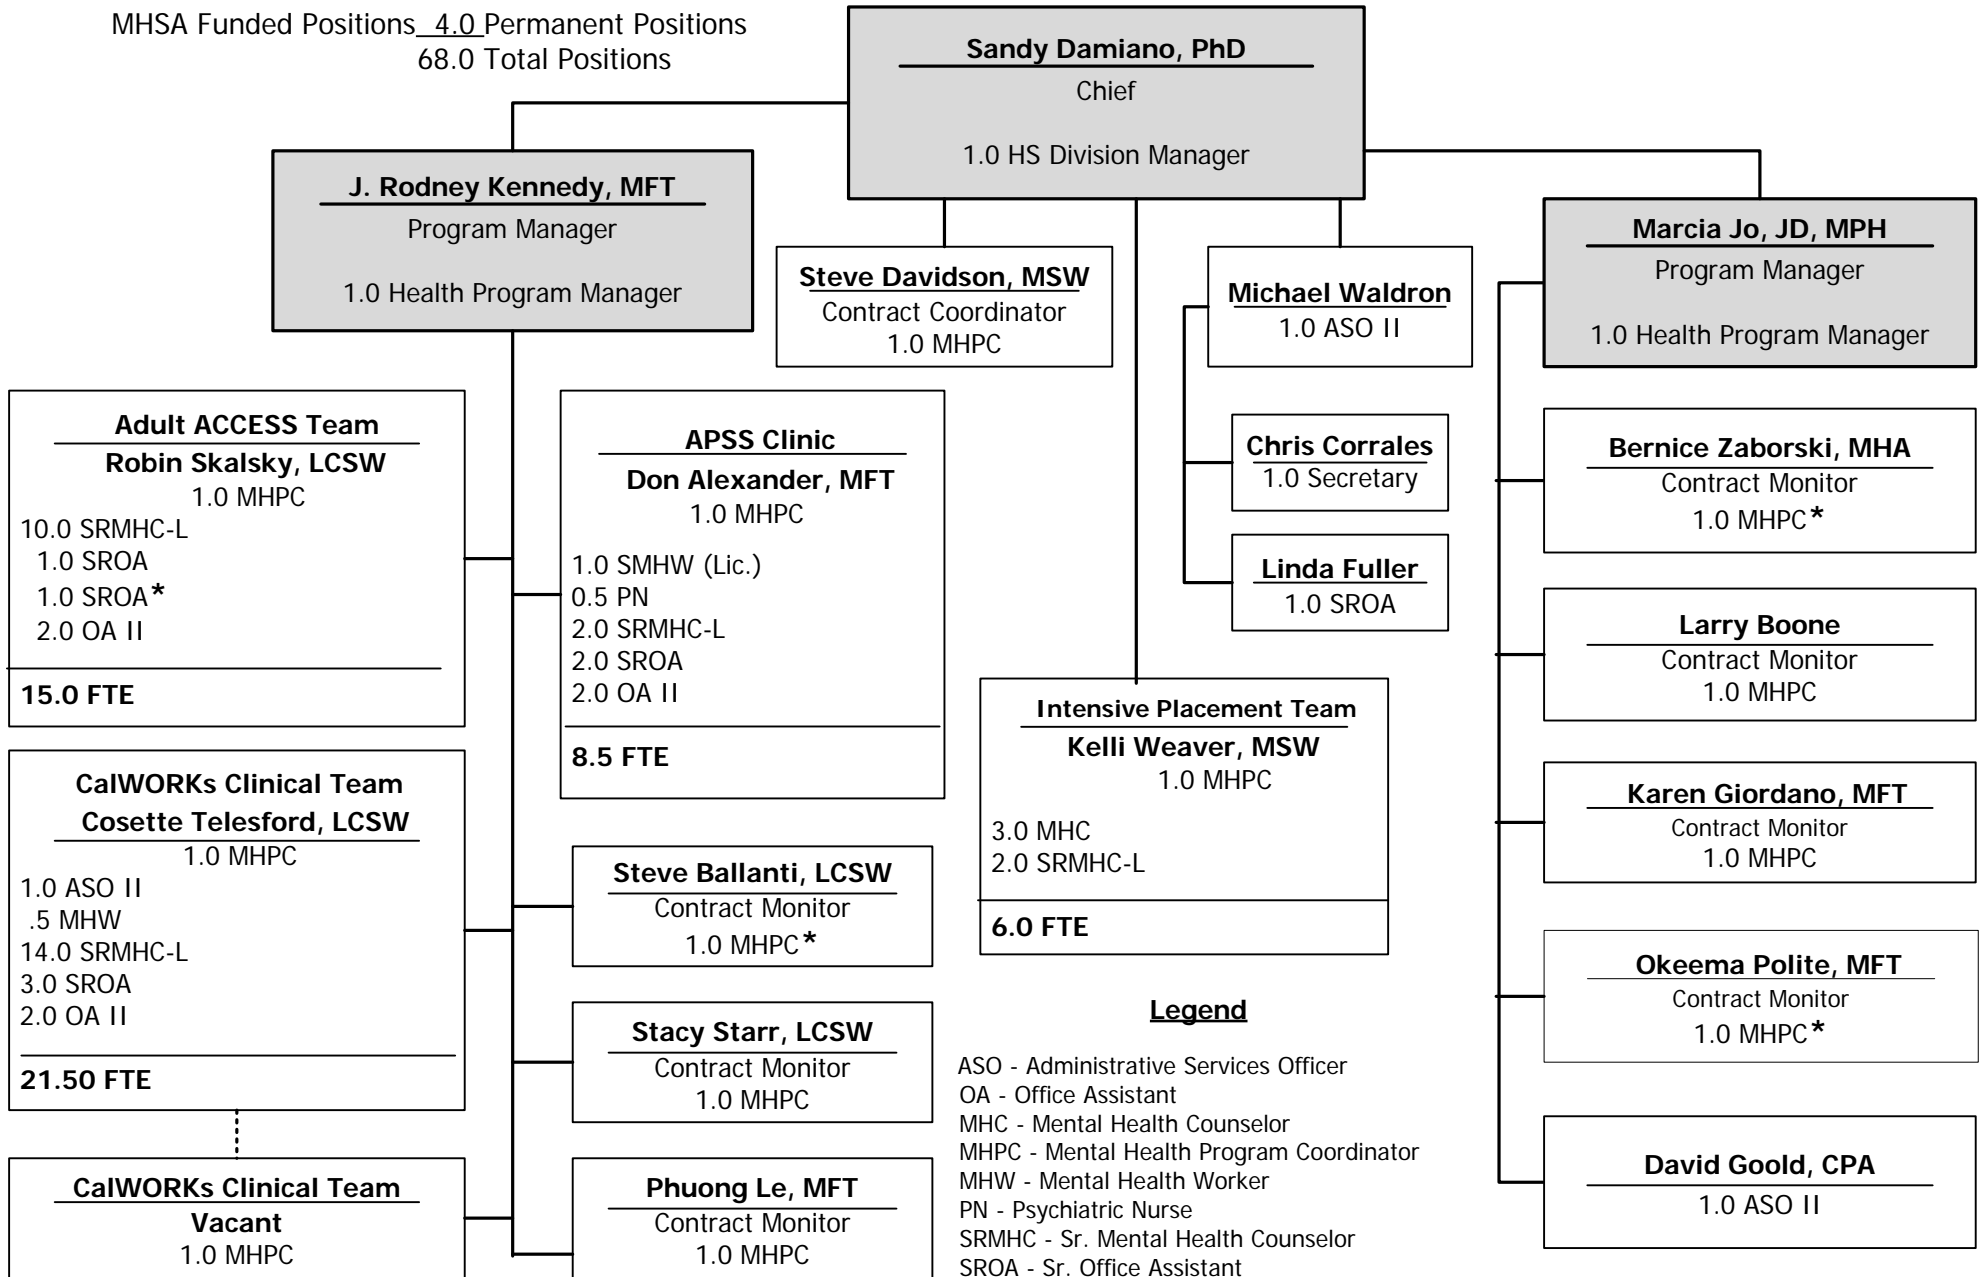 MHSA Funded Positions 4.0 Permanent Positions
68.0 Total Positions
Sandy Damiano, PhD
Chief
1.0 HS Division Manager
J. Rodney Kennedy, MFT
Program Manager
1.0 Health Program Manager
Steve Davidson, MSW
Contract Coordinator
1.0 MHPC
Michael Waldron
1.0 ASO II
Chris Corrales
1.0 Secretary
Linda Fuller
1.0 SROA
Marcia Jo, JD, MPH
Program Manager
1.0 Health Program Manager
Adult ACCESS Team
Robin Skalsky, LCSW
1.0 MHPC
10.0 SRMHC-L
1.0 SROA
1.0 SROA*
2.0 OA II
15.0 FTE
APSS Clinic
Don Alexander, MFT
1.0 MHPC
1.0 SMHW (Lic.)
0.5 PN
2.0 SRMHC-L
2.0 SROA
2.0 OA II
8.5 FTE
CalWORKs Clinical Team
Cosette Telesford, LCSW
1.0 MHPC
1.0 ASO II
.5 MHW
14.0 SRMHC-L
3.0 SROA
2.0 OA II
21.50 FTE
CalWORKs Clinical Team
Vacant
1.0 MHPC
Steve Ballanti, LCSW
Contract Monitor
1.0 MHPC*
Stacy Starr, LCSW
Contract Monitor
1.0 MHPC
Phuong Le, MFT
Contract Monitor
1.0 MHPC
Intensive Placement Team
Kelli Weaver, MSW
1.0 MHPC
3.0 MHC
2.0 SRMHC-L
6.0 FTE
Bernice Zaborski, MHA
Contract Monitor
1.0 MHPC*
Larry Boone
Contract Monitor
1.0 MHPC
Karen Giordano, MFT
Contract Monitor
1.0 MHPC
Okeema Polite, MFT
Contract Monitor
1.0 MHPC*
David Goold, CPA
1.0 ASO II
Legend
ASO - Administrative Services Officer
OA - Office Assistant
MHC - Mental Health Counselor
MHPC - Mental Health Program Coordinator
MHW - Mental Health Worker
PN - Psychiatric Nurse
SRMHC - Sr. Mental Health Counselor
SROA - Sr. Office Assistant